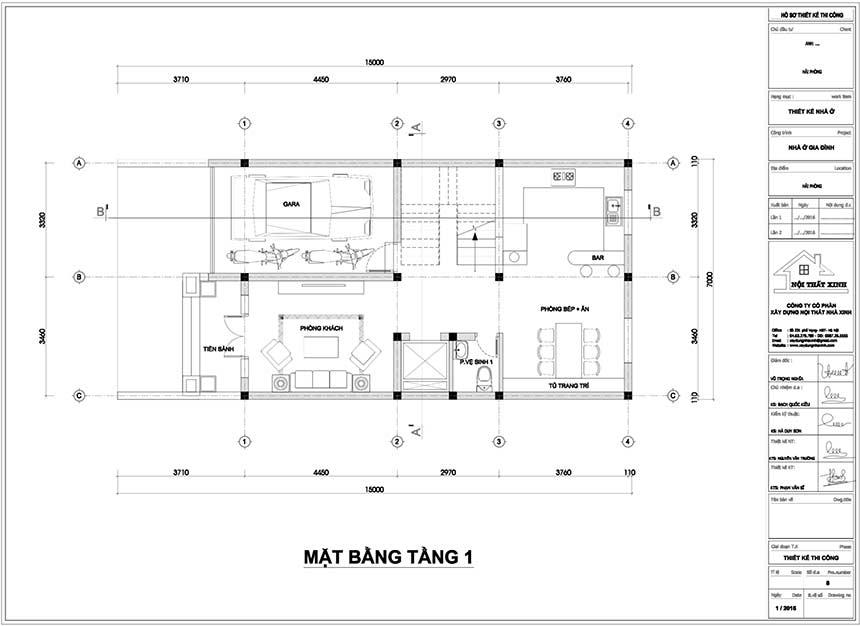 15000
3710 4450 2970 3760
1 2 3 4
A
A A
110
GARA
B B
3320 3320
BAR
B B
7000
PHÒNG BẾP + ĂN
TIỀN SẢNH
PHÒNG KHÁCH
3460 3460
P.VỆ SINH 1
TỦ TRANG TRÍ
C C
110
A
1 2 3 4
3710 4450 2970 3760 110
15000
MẶT BẰNG TẦNG 1
HỒ SƠ THIẾT KẾ THI CÔNG
Chủ đầu tư Client
ANH: ...
HẢI PHÒNG
Hạng mục : work item
THIẾT KẾ NHÀ Ở
Công trình Project
NHÀ Ở GIA ĐÌNH
Địa điểm Location
HẢI PHÒNG
Xuất bản Ngày Nội dung đ.c
Lần 1 .../.../2016
Lần 2 .../.../2016
NỘI THẤT XINH
CÔNG TY CỔ PHẦN
XÂY DỰNG NỘI THẤT NHÀ XINH
Giám đốc :
VŨ TRỌNG NGHĨA
Chủ nhiệm đ.a :
KS: BẠCH QUỐC KIỀU
Kiểm kỹ thuật:
KS: HÀ DUY SƠN
Thiết kế KT:
KTS: NGUYỄN VĂN TRƯỜNG
Thiết kế KT:
KTS: PHẠM VĂN SĨ
Tên bản vẽ Dwg.title
Giai đoạn T.K Phase
THIẾT KẾ THI CÔNG
Tỉ lệ Scale Số đ.a Pro.number
8
Ngày Date B.vẽ số Drawing no
1 / 2016